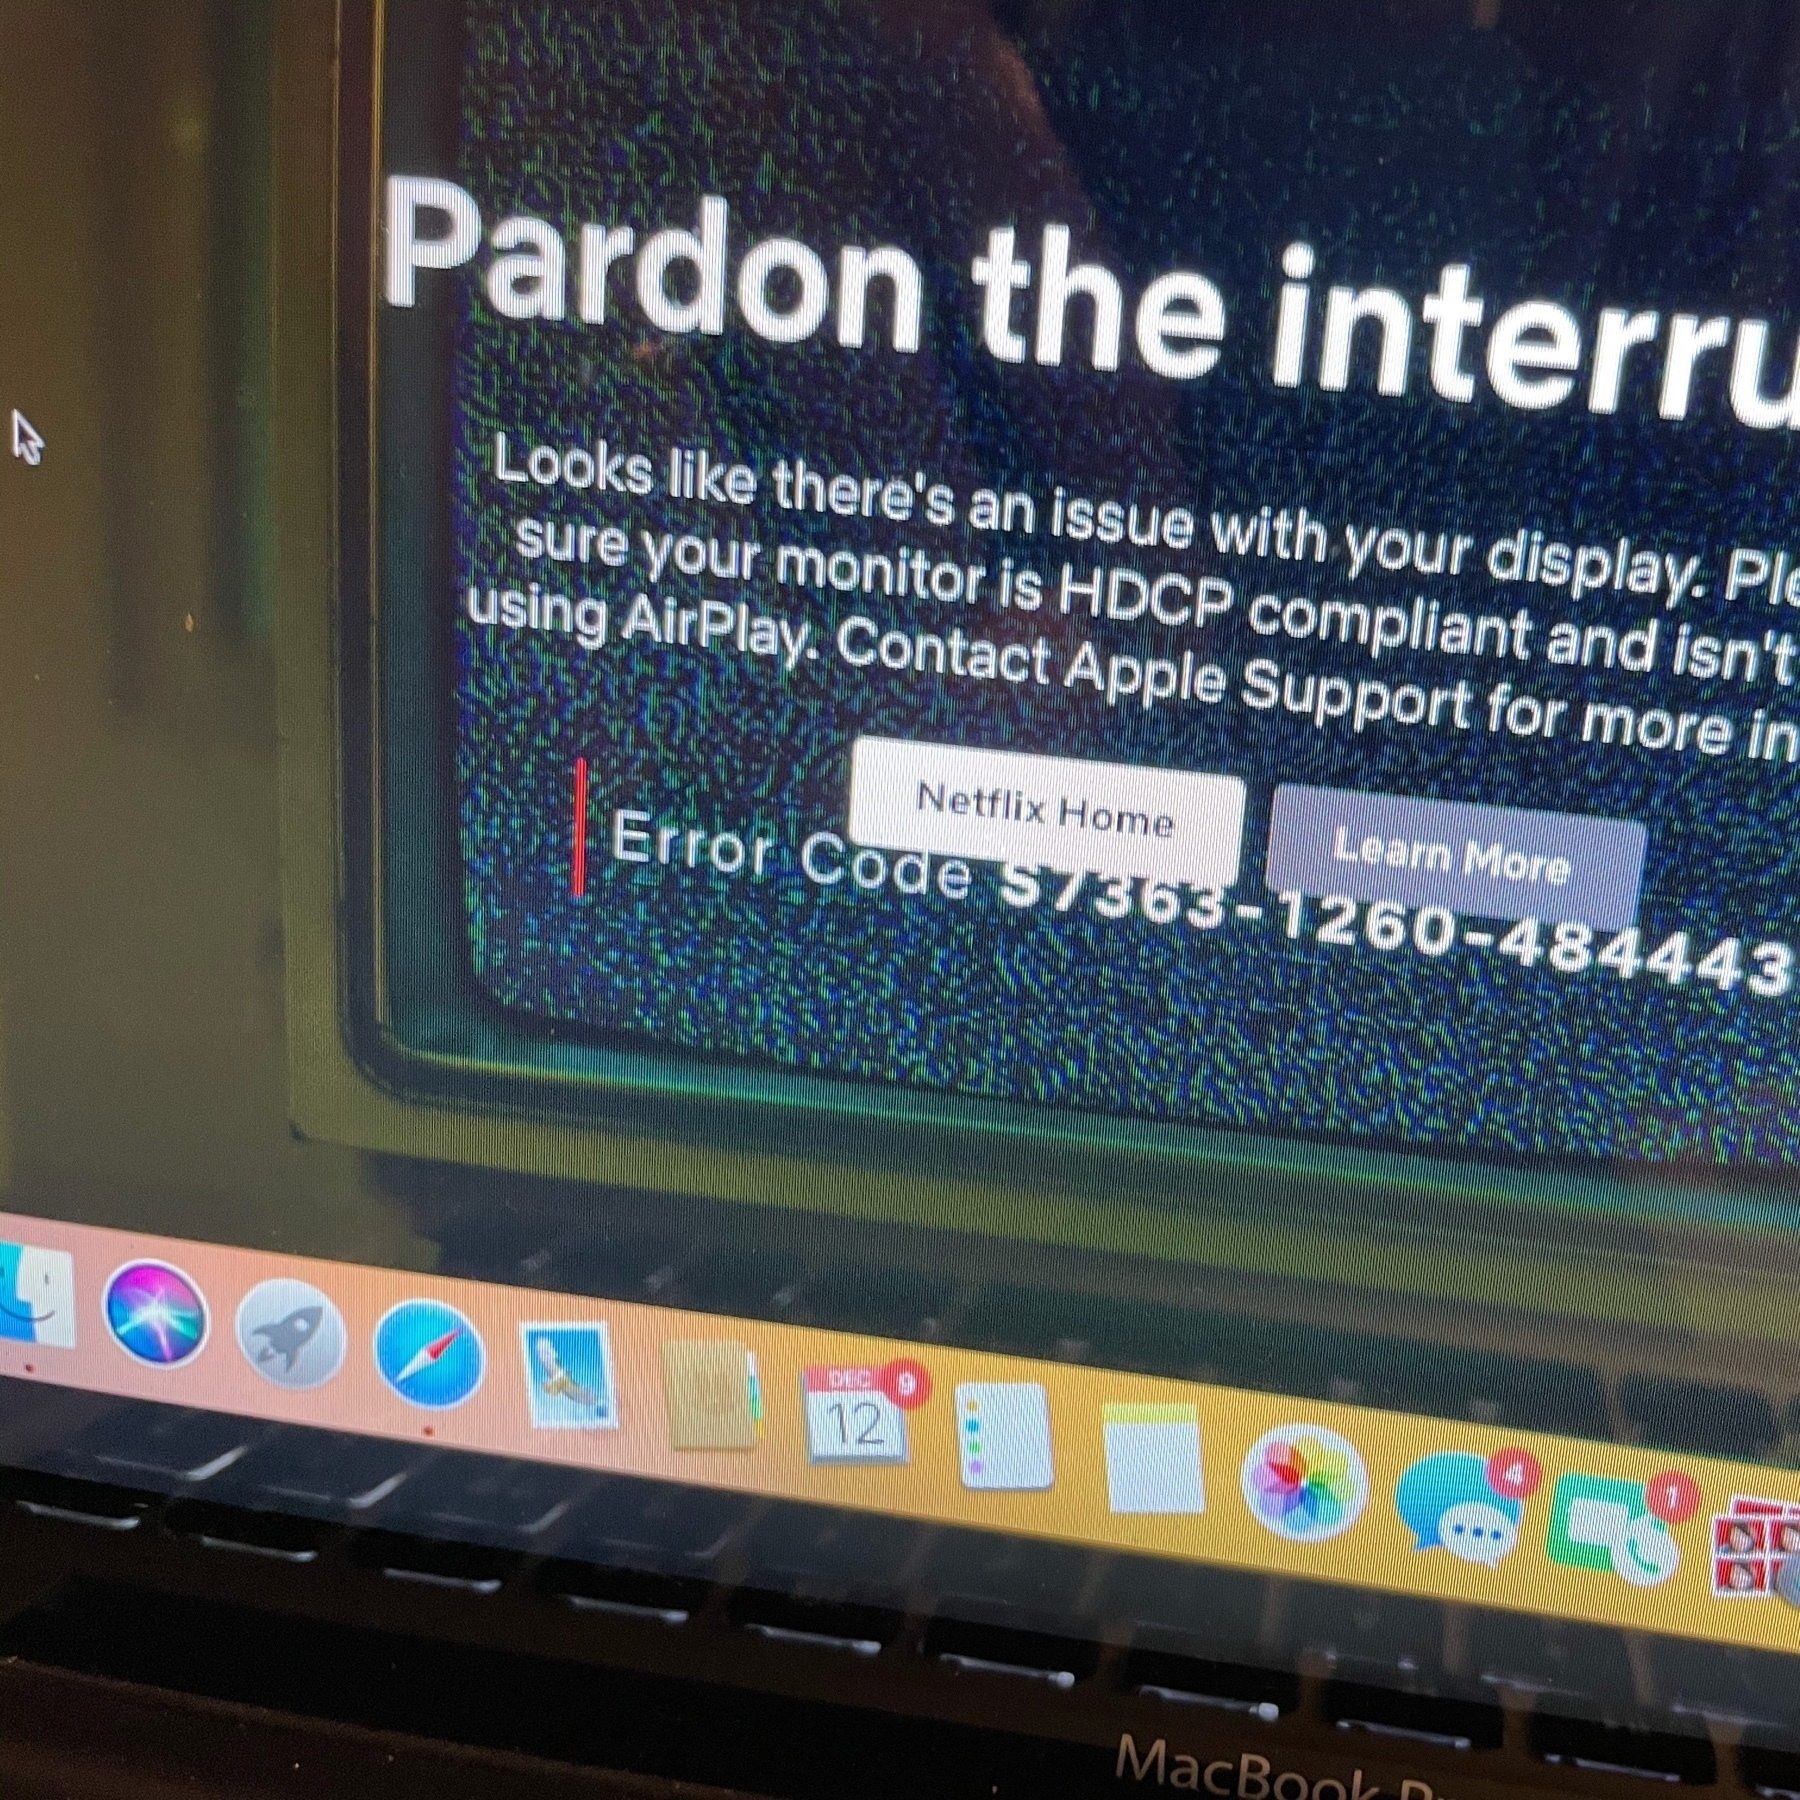 Pardon the interru
Looks like there's an issue with your display. Ple
sure your monitor is HDCP compliant and isn't
using AirPlay. Contact Apple Support for more in
Netflix Home
Learn More
Error Code S7363-1260-484443
DEC
9
12
4
1
MacBook P